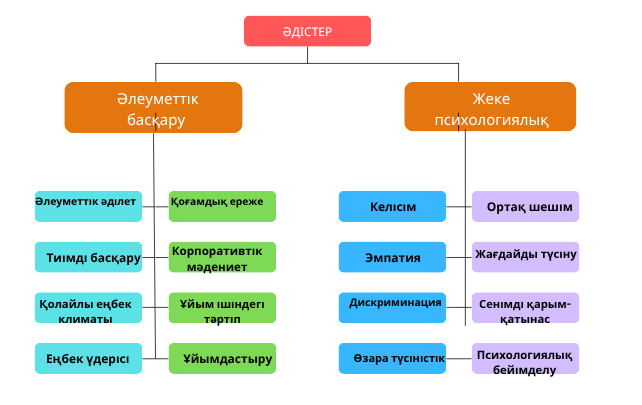 ӘДІСТЕР
Әлеуметтік
басқару
Жеке
психологиялық
Әлеуметтік әділет
Қоғамдық ереже
Тиімді басқару
Корпоративтік
мәдениет
Қолайлы еңбек
климаты
Ұйым ішіндегі
тәртіп
Еңбек үдерісі
Ұйымдастыру
Келісім
Ортақ шешім
Эмпатия
Жағдайды түсіну
Дискриминация
Сенімді қарым-
қатынас
Өзара түсіністік
Психологиялық
бейімделу